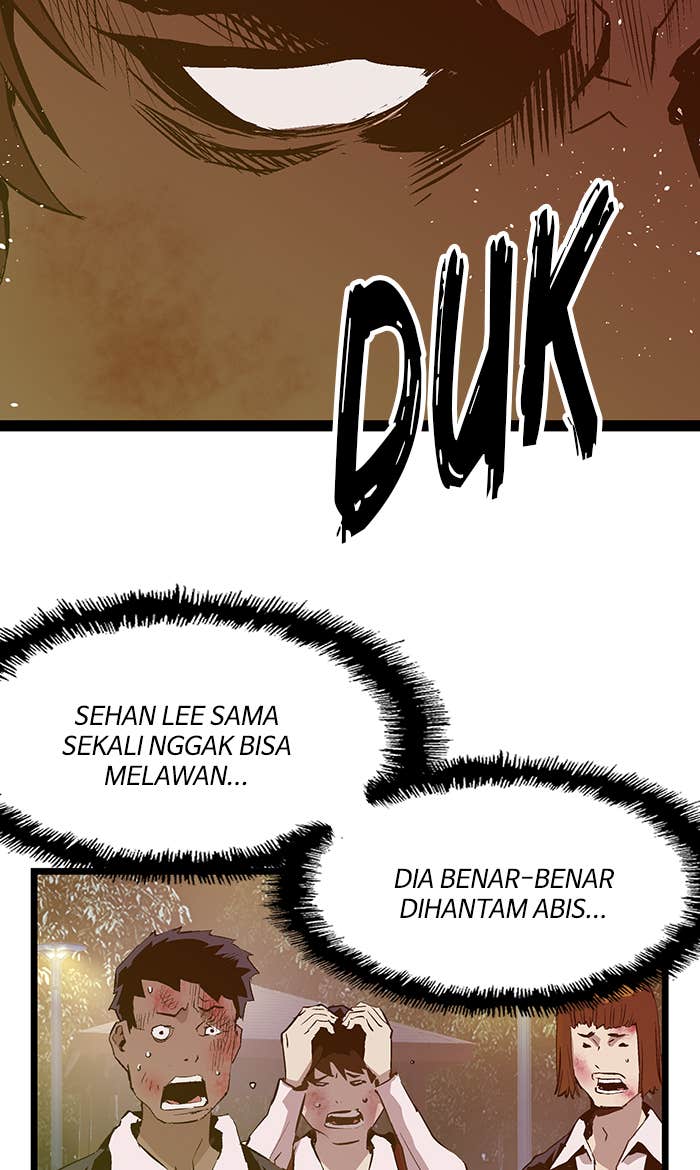 DUK
SEHAN LEE SAMA
SEKALI NGGAK BISA
MELAWAN...
DIA BENAR-BENAR
DIHANTAM ABIS...